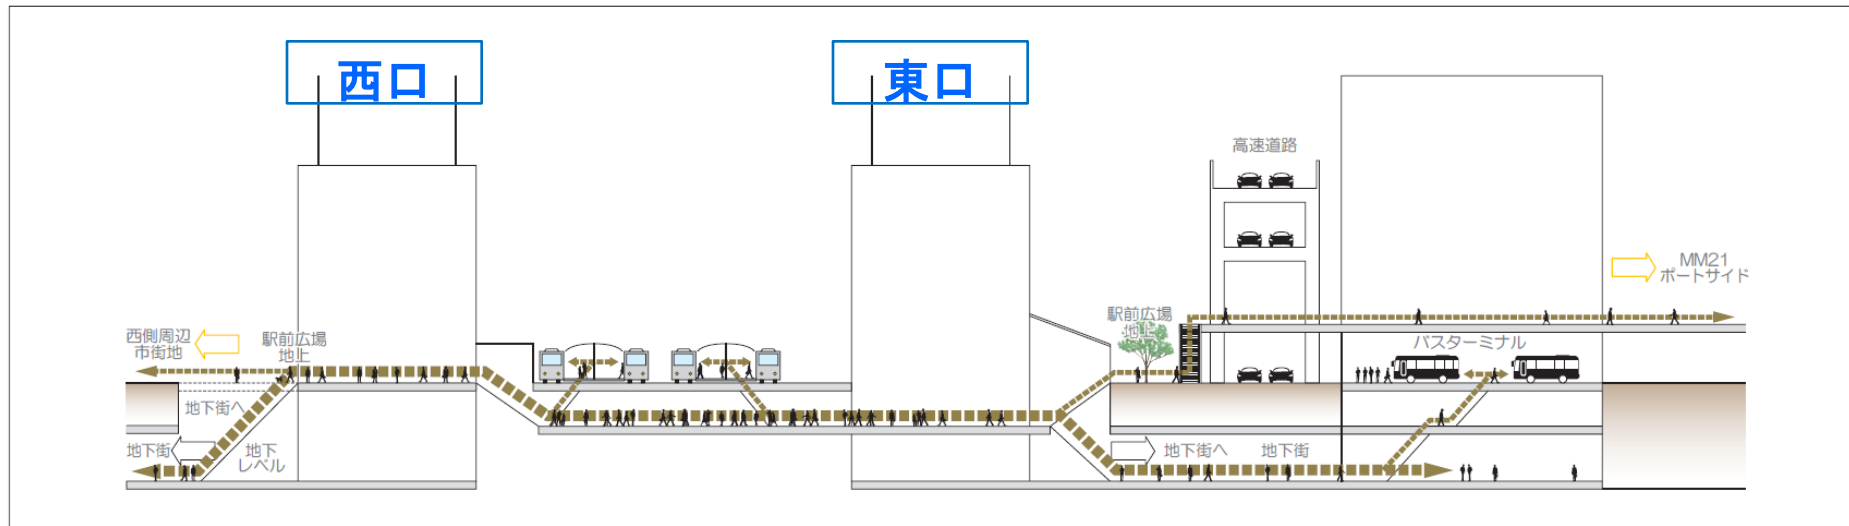 西口
東口
高速道路
MM21
ポートサイド
駅前広場
地上
バスターミナル
西側周辺
市街地
駅前広場
地上
地下街へ
地下街
地下
レベル
地下街へ
地下街